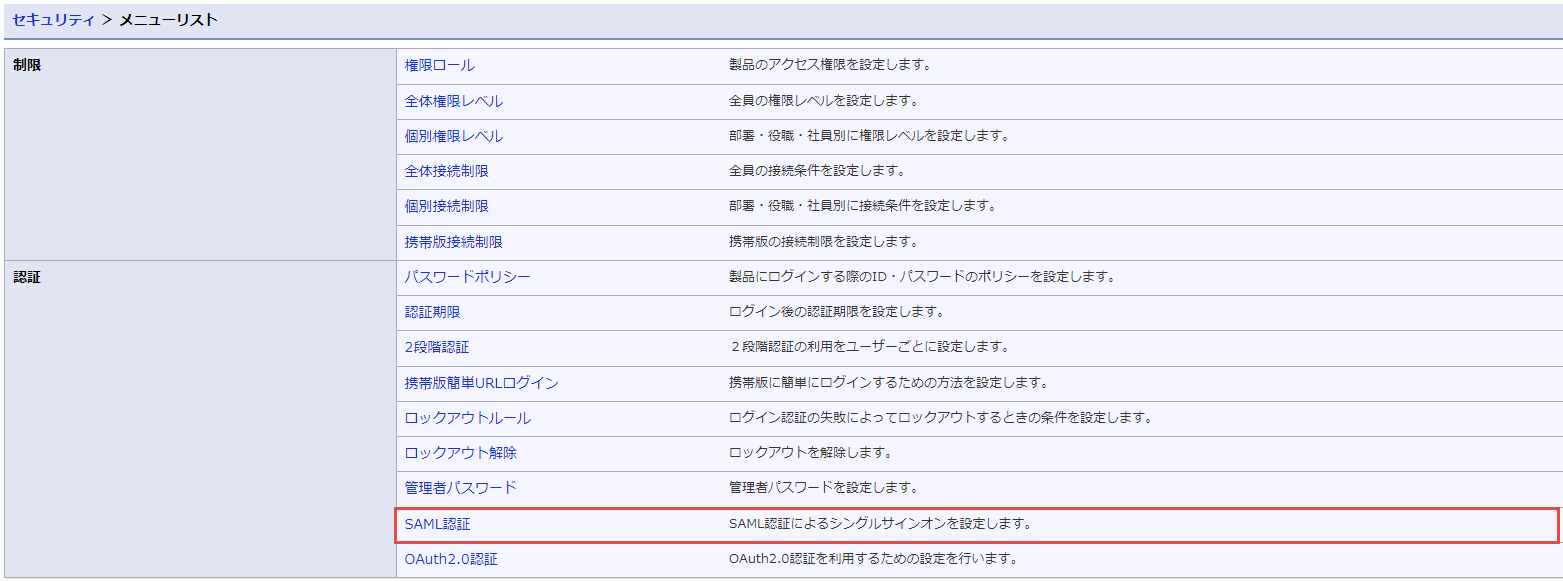 セキュリティ > メニューリスト
制限
権限ロール 製品のアクセス権限を設定します。
全体権限レベル 全員の権限レベルを設定します。
個別権限レベル 部署・役職・社員別に権限レベルを設定します。
全体接続制限 全員の接続条件を設定します。
個別接続制限 部署・役職・社員別に接続条件を設定します。
携帯版接続制限 携帯版の接続制限を設定します。
認証
パスワードポリシー 製品にログインする際のID・パスワードのポリシーを設定します。
認証期限 ログイン後の認証期限を設定します。
2段階認証 ２段階認証の利用をユーザーごとに設定します。
携帯版簡単URLログイン 携帯版に簡単にログインするための方法を設定します。
ロックアウトルール ログイン認証の失敗によってロックアウトするときの条件を設定します。
ロックアウト解除 ロックアウトを解除します。
管理者パスワード 管理者パスワードを設定します。
SAML認証 SAML認証によるシングルサインオンを設定します。
OAuth2.0認証 OAuth2.0認証を利用するための設定を行います。